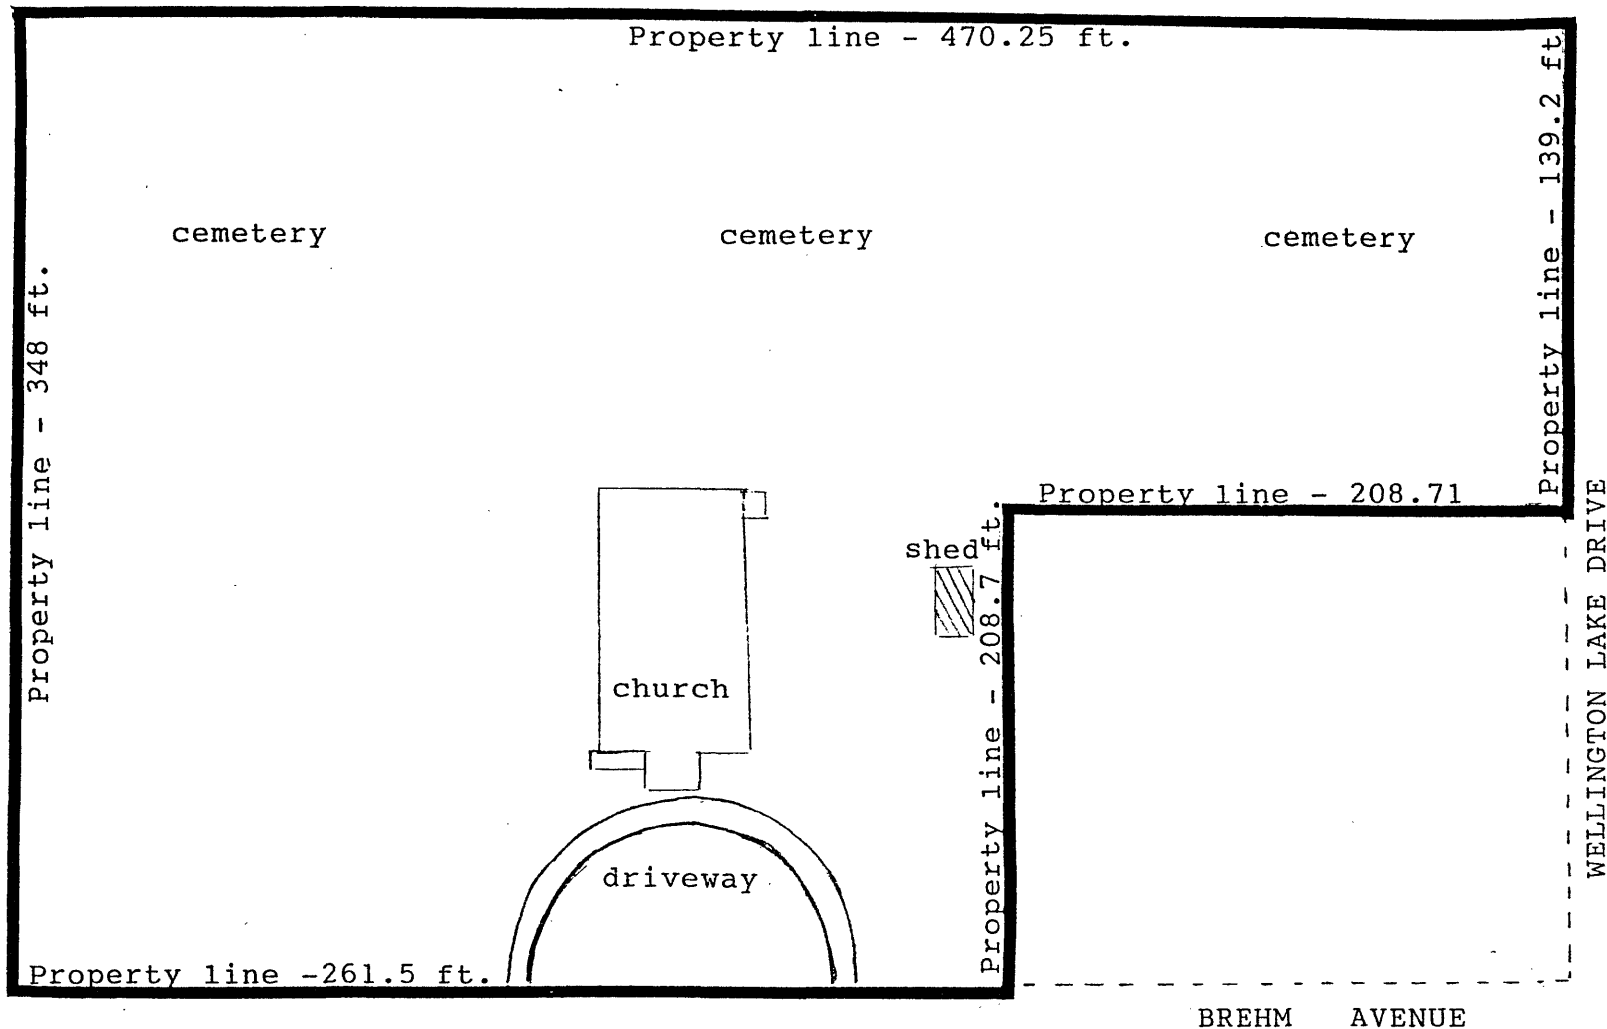 Property line - 470.25 ft.
Property line - 139.2 ft
cemetery
cemetery
cemetery
Property line - 348 ft.
Property line - 208.71
shed
Property line - 208.7 ft.
church
WELLINGTON LAKE DRIVE
driveway
Property line -261.5 ft.
BREHM AVENUE